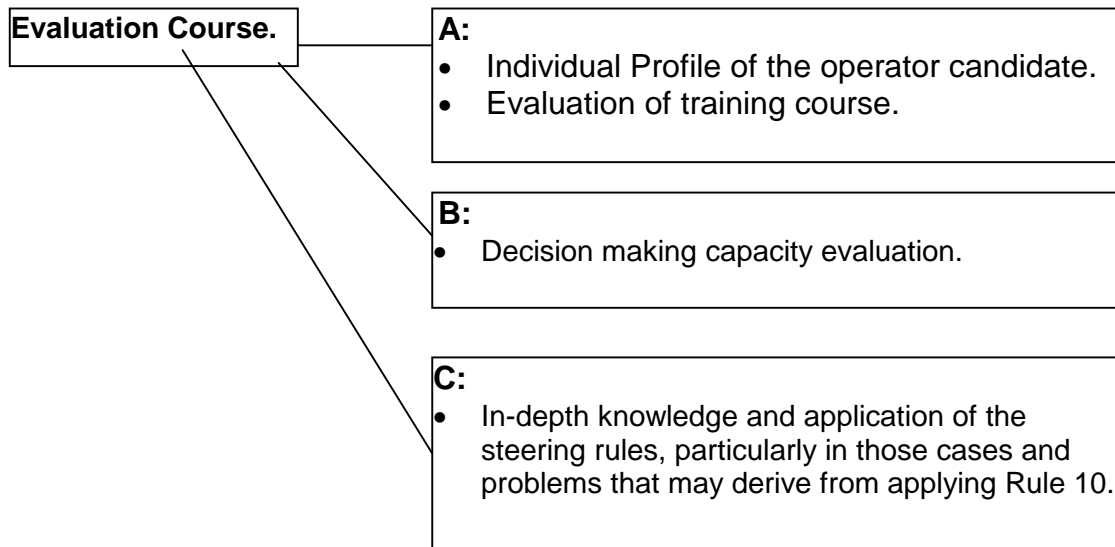 Evaluation Course.
A:
• Individual Profile of the operator candidate.
• Evaluation of training course.
B:
• Decision making capacity evaluation.
C:
• In-depth knowledge and application of the
steering rules, particularly in those cases and
problems that may derive from applying Rule 10.